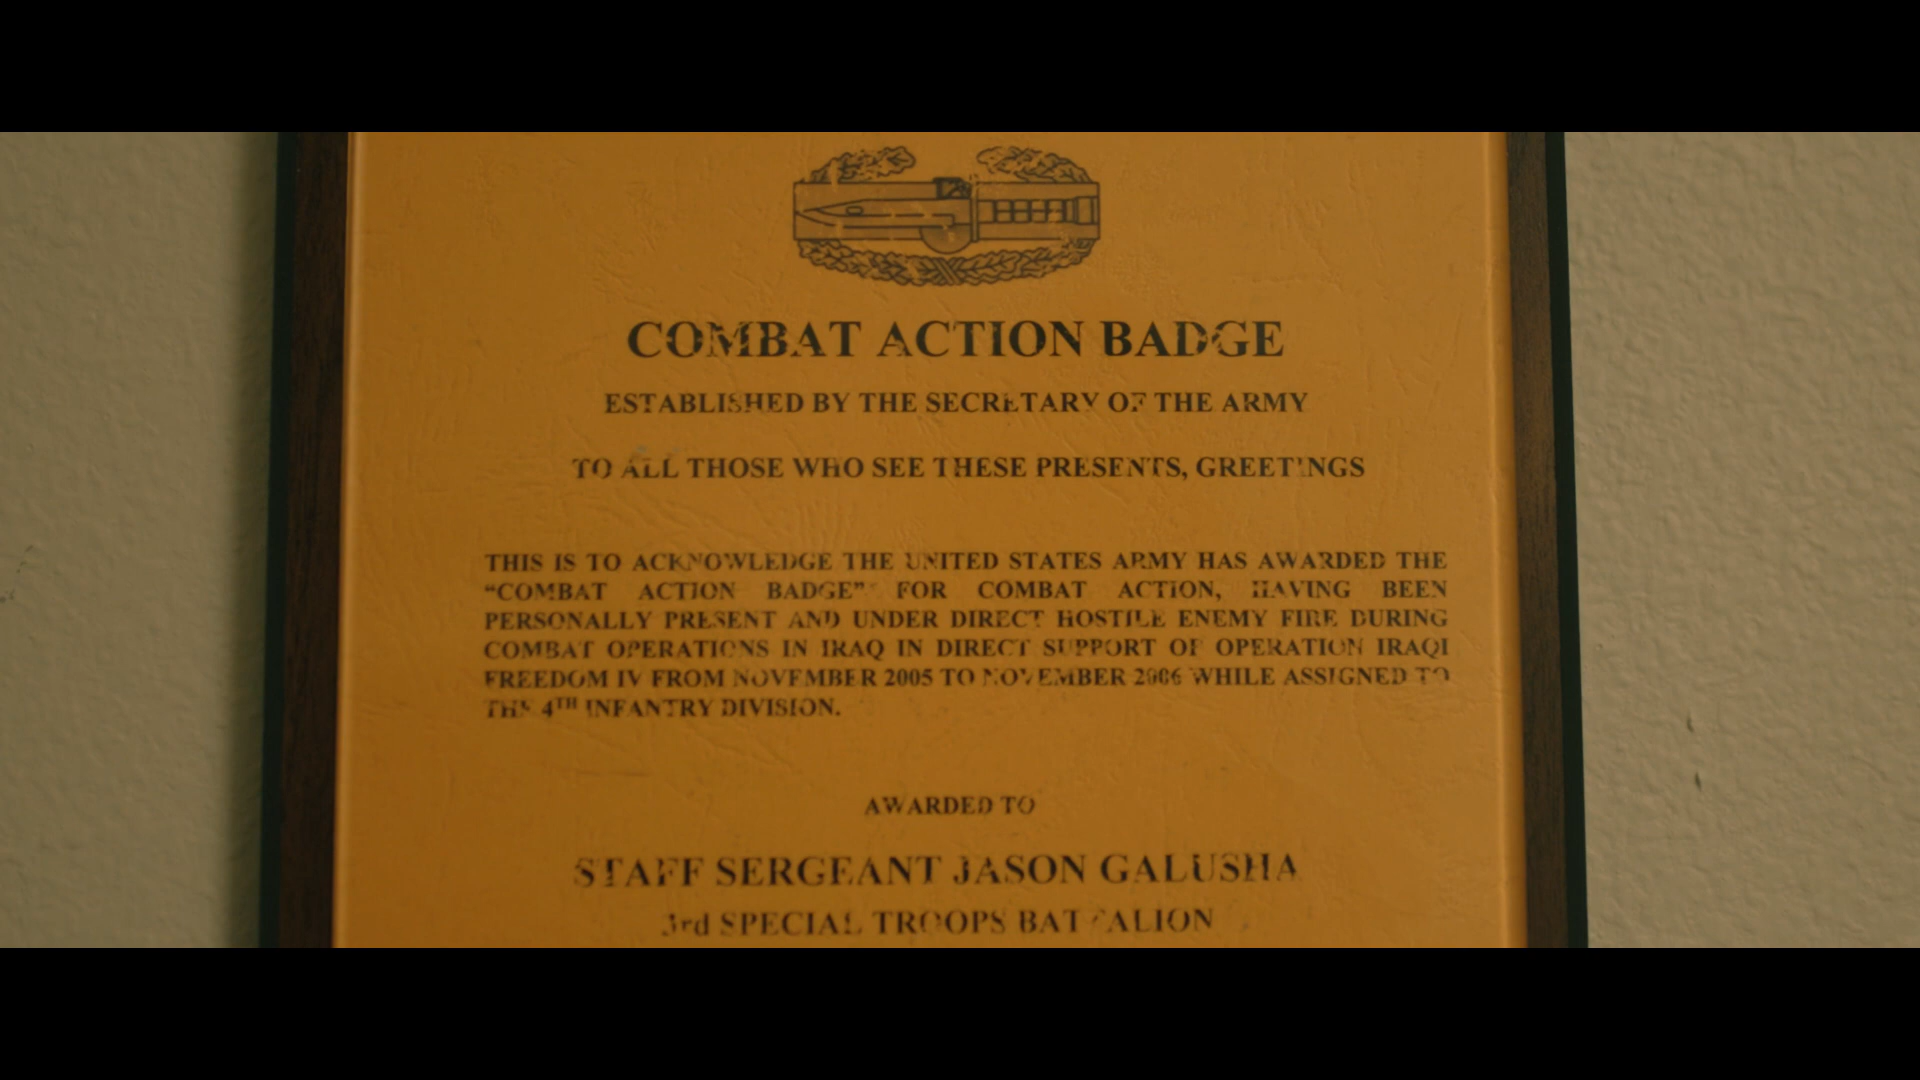 COMBAT ACTION BADGE
ESTABLISHED BY THE SECRETARY OF THE ARMY
TO ALL THOSE WHO SEE THESE PRESENTS, GREETINGS
THIS IS TO ACKNOWLEDGE THE UNITED STATES ARMY HAS AWARDED THE
“COMBAT ACTION BADGE” FOR COMBAT ACTION, HAVING BEEN
PERSONALLY PRESENT AND UNDER DIRECT HOSTILE ENEMY FIRE DURING
COMBAT OPERATIONS IN IRAQ IN DIRECT SUPPORT OF OPERATION IRAQI
FREEDOM IV FROM NOVEMBER 2005 TO NOVEMBER 2006 WHILE ASSIGNED TO
THE 4TH INFANTRY DIVISION.
AWARDED TO
STAFF SERGEANT JASON GALUSHA
3rd SPECIAL TROOPS BATTALION